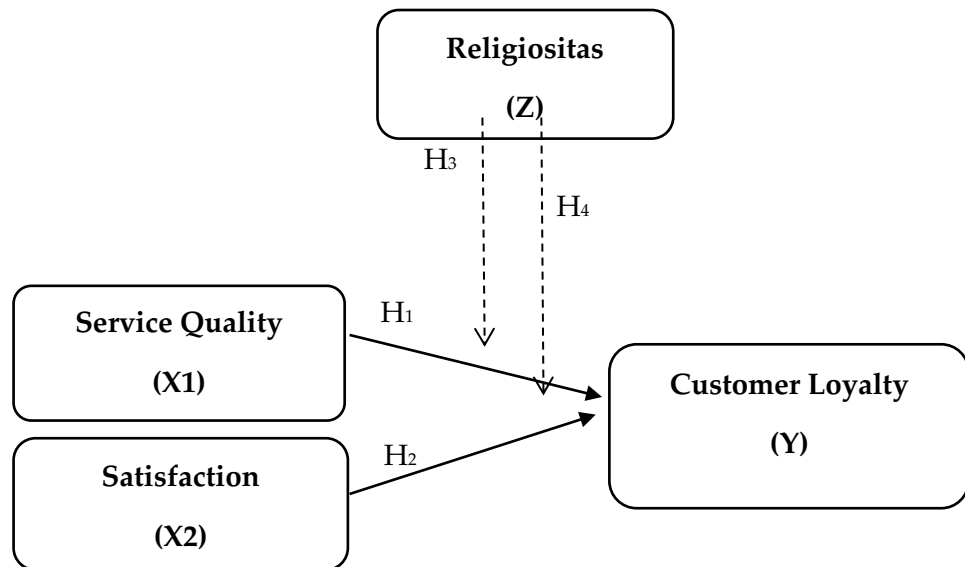 Religiositas
(Z)
H3
H4
Service Quality
(X1)
H1
Customer Loyalty
(Y)
Satisfaction
(X2)
H2